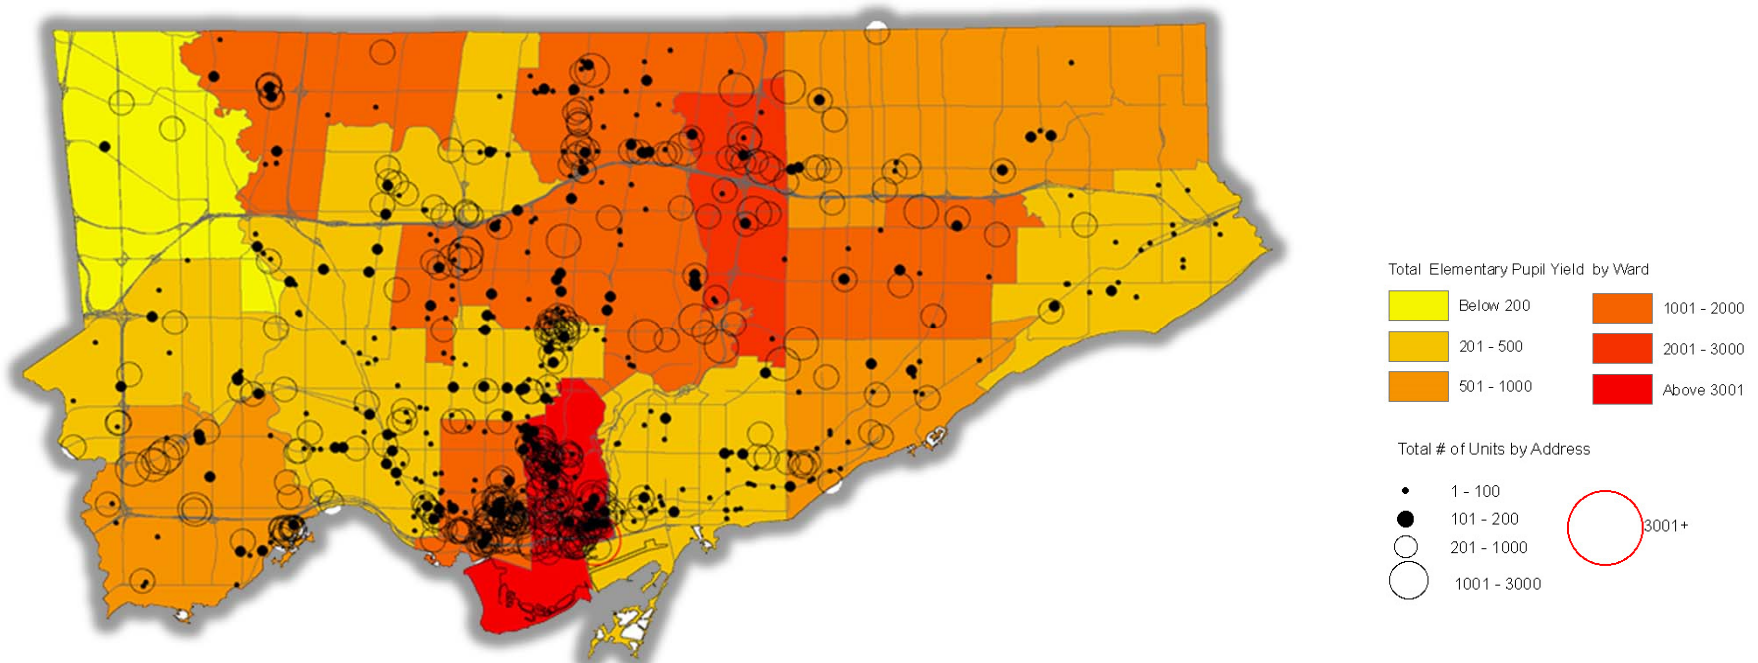 Total Elementary Pupil Yield by Ward
Below 200
1001 - 2000
201 - 500
2001 - 3000
501 - 1000
Above 3001
Total # of Units by Address
1 - 100
101 - 200
3001+
201 - 1000
1001 - 3000